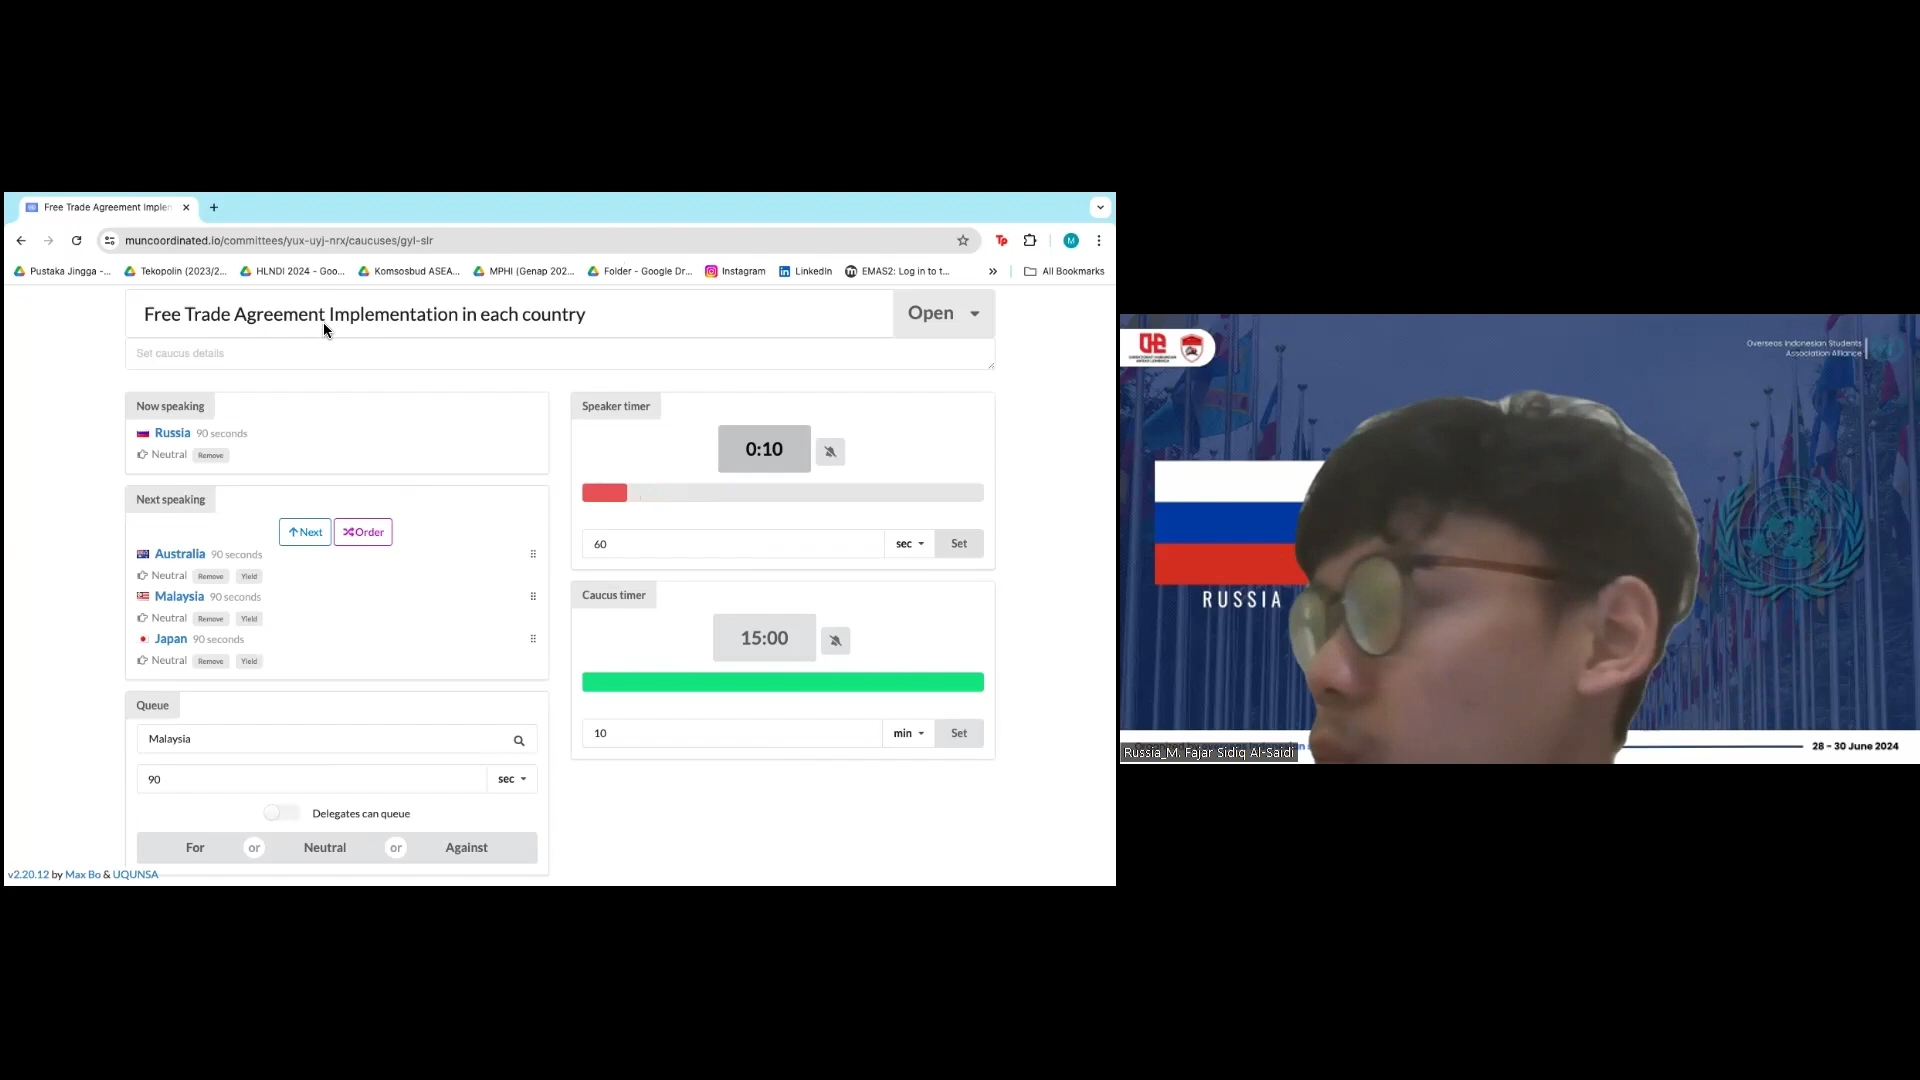 Free Trade Agreement Implen
muncoordinated.io/committees/yux-uyj-nrx/caucuses/gyl-slr
Pustaka Jingga -...
Tekopolin (2023/2...
HLNDI 2024 - Goo...
Komsosbud ASEA...
MPHI (Genap 202...
Folder - Google Dr...
Instagram
LinkedIn
EMAS2: Log in to t...
»
All Bookmarks
Free Trade Agreement Implementation in each country
Open
Set caucus details
Now speaking
Russia 90 seconds
Neutral Remove
Next speaking
Next Order
Australia 90 seconds
Neutral Remove Yield
Malaysia 90 seconds
Neutral Remove Yield
Japan 90 seconds
Neutral Remove Yield
Queue
Malaysia
90 sec
Delegates can queue
For or Neutral or Against
v2.20.12 by Max Bo & UQUNSA
Speaker timer
0:10
60 sec Set
Caucus timer
15:00
10 min Set
Overseas Indonesian Students
Association Alliance
RUSSIA
Russia_M. Fajar Sidiq Al-Saidi
28 - 30 June 2024